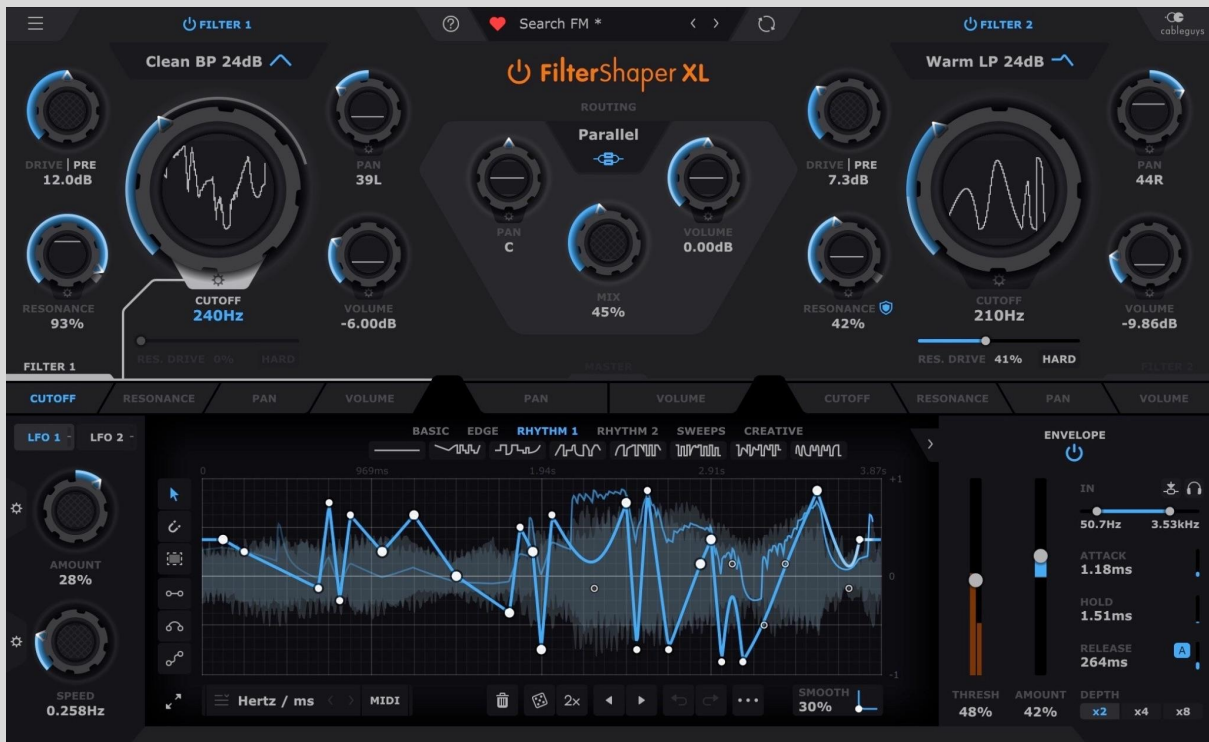 FILTER 1
Search FM *
FILTER 2
cableguys
Clean BP 24dB
FilterShaper XL
Warm LP 24dB
ROUTING
Parallel
DRIVE | PRE
12.0dB
PAN
39L
PAN
C
VOLUME
0.00dB
DRIVE | PRE
7.3dB
PAN
44R
RESONANCE
93%
CUTOFF
240Hz
VOLUME
-6.00dB
MIX
45%
RESONANCE
42%
CUTOFF
210Hz
VOLUME
-9.86dB
RES. DRIVE 0% HARD
RES. DRIVE 41% HARD
FILTER 1
MASTER
FILTER 2
CUTOFF RESONANCE PAN VOLUME PAN VOLUME CUTOFF RESONANCE PAN VOLUME
LFO 1 LFO 2
BASIC EDGE RHYTHM 1 RHYTHM 2 SWEEPS CREATIVE
ENVELOPE
0 969ms 1.94s 2.91s 3.87s
+1
0
-1
AMOUNT
28%
SPEED
0.258Hz
IN
50.7Hz 3.53kHz
ATTACK
1.18ms
HOLD
1.51ms
RELEASE A
264ms
Hertz / ms MIDI
2x
SMOOTH
30%
THRESH
48%
AMOUNT
42%
DEPTH
x2 x4 x8